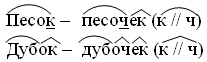 Песок – песочек (к // ч)
Дубок – дубочек (к // ч)